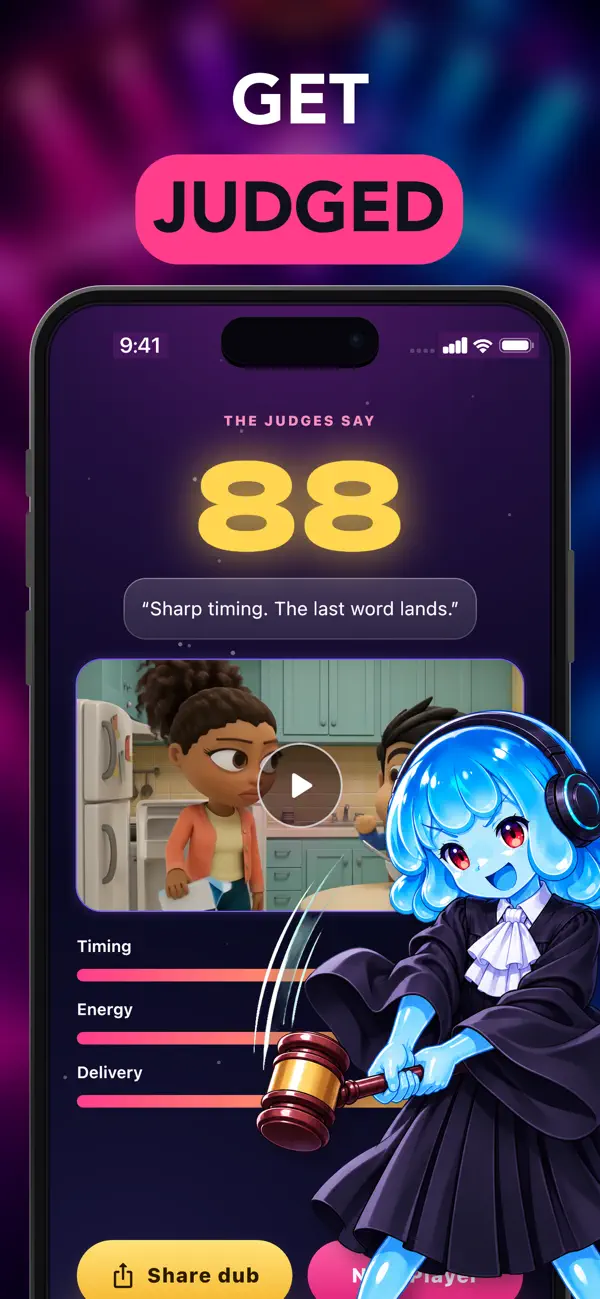 GET
JUDGED
9:41
THE JUDGES SAY
88
“Sharp timing. The last word lands.”
Timing
Energy
Delivery
Share dub
Player